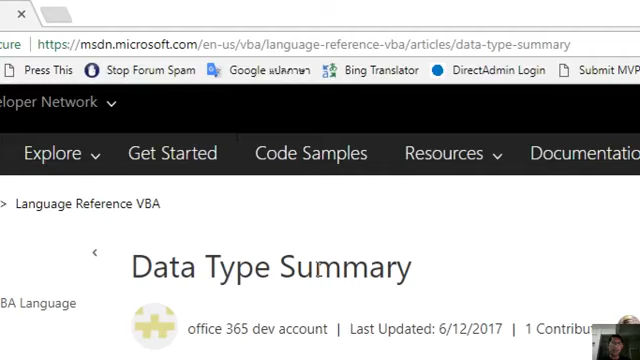 cure https://msdn.microsoft.com/en-us/vba/language-reference-vba/articles/data-type-summary
Press This Stop Forum Spam Google แปลภาษา Bing Translator DirectAdmin Login Submit MVP
eloper Network
Explore Get Started Code Samples Resources Documentatio
> Language Reference VBA
Data Type Summary
BA Language
office 365 dev account | Last Updated: 6/12/2017 | 1 Contribu